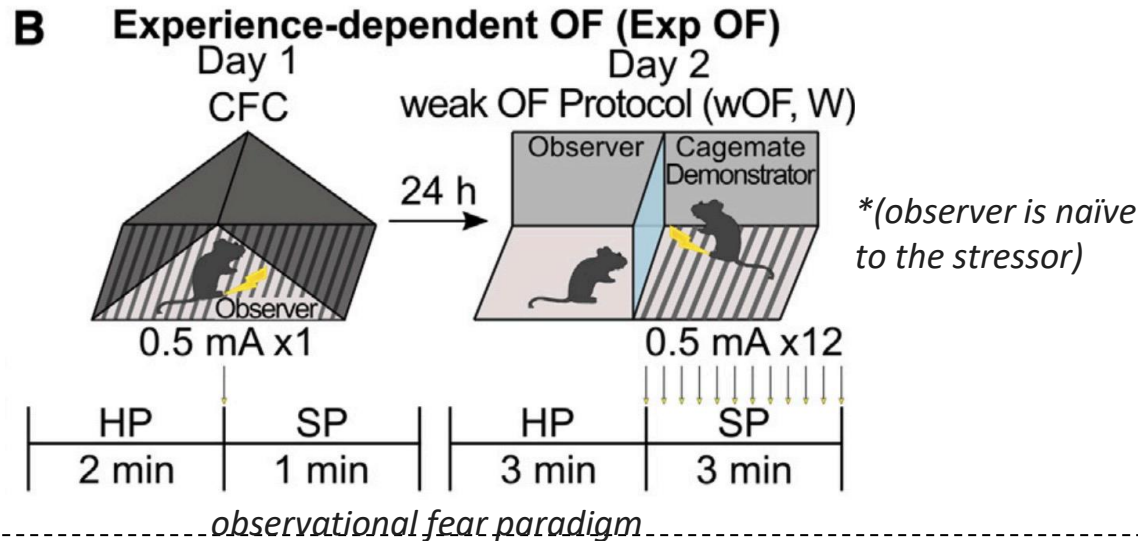 B Experience-dependent OF (Exp OF)
Day 1
CFC
Observer
0.5 mA x1
24 h
Day 2
weak OF Protocol (wOF, W)
Observer
Cagemate
Demonstrator
0.5 mA x12
*(observer is naïve
to the stressor)
HP SP HP SP
2 min 1 min 3 min 3 min
observational fear paradigm